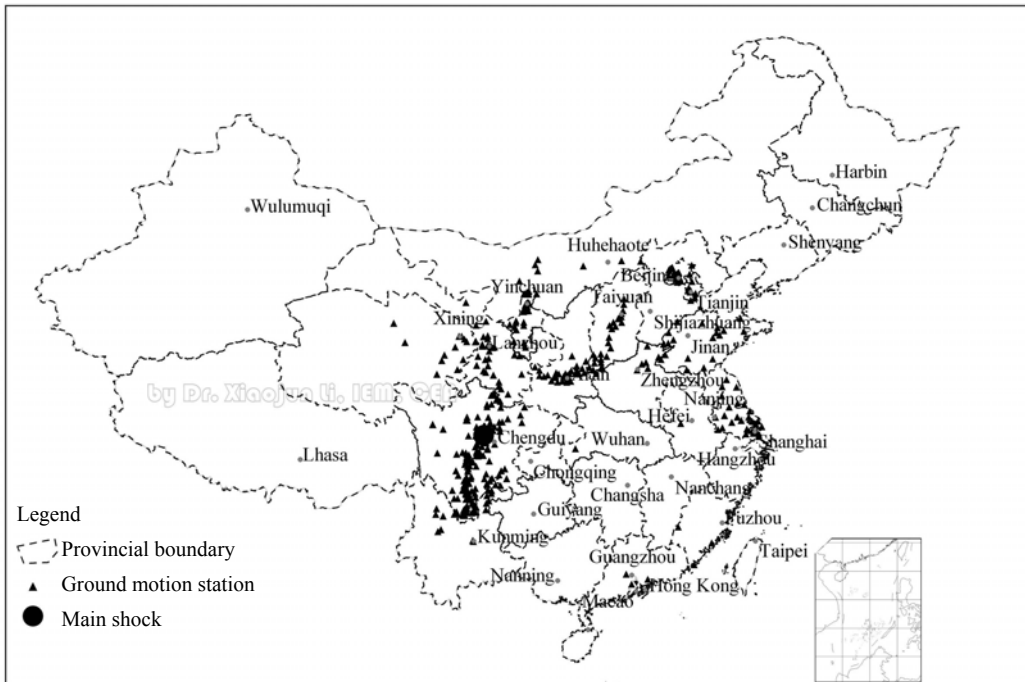 Harbin
Changchun
Wulumuqi
Shenyang
Huhehaote
Beijing
Yinchuan
Taiyuan
Tianjin
Xining
Shijiazhuang
Lanzhou
Jinan
Zhengzhou
by Dr. Xiaojun Li, IEM, CEA
Nanjing
Hefei
Chengdu
Wuhan
Shanghai
Hangzhou
Lhasa
Chongqing
Nanchang
Changsha
Legend
Guiyang
Fuzhou
Provincial boundary
Kunming
Taipei
Guangzhou
Ground motion station
Nanning
Hong Kong
Macao
Main shock